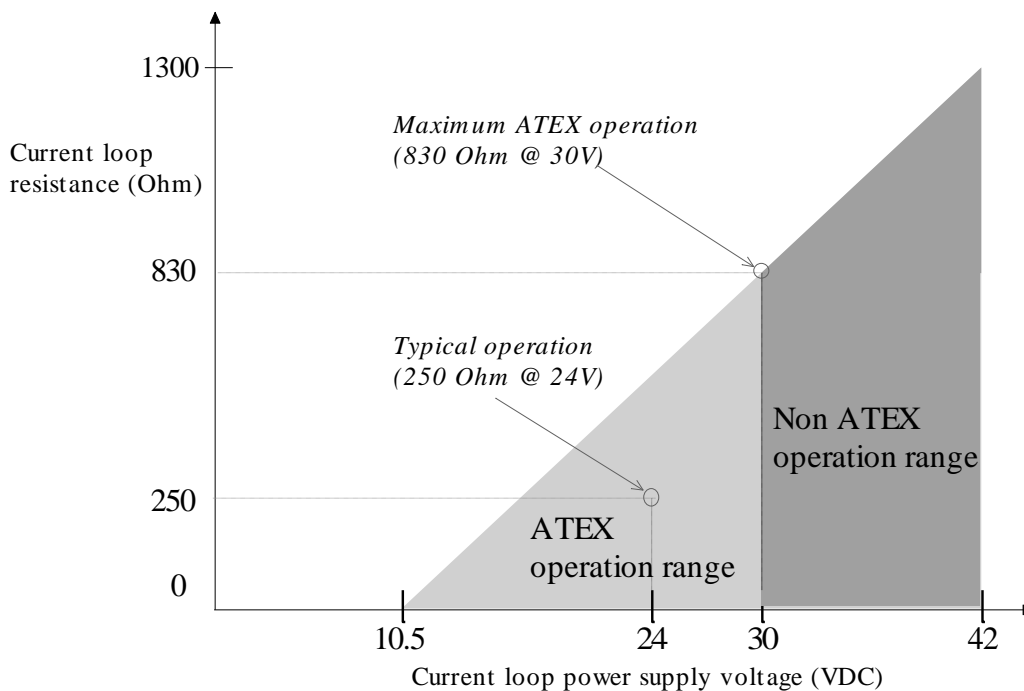 1300
Maximum ATEX operation
(830 Ohm @ 30V)
Current loop
resistance (Ohm)
830
Typical operation
(250 Ohm @ 24V)
Non ATEX
operation range
250
ATEX
operation range
0
10.5
24
30
42
Current loop power supply voltage (VDC)